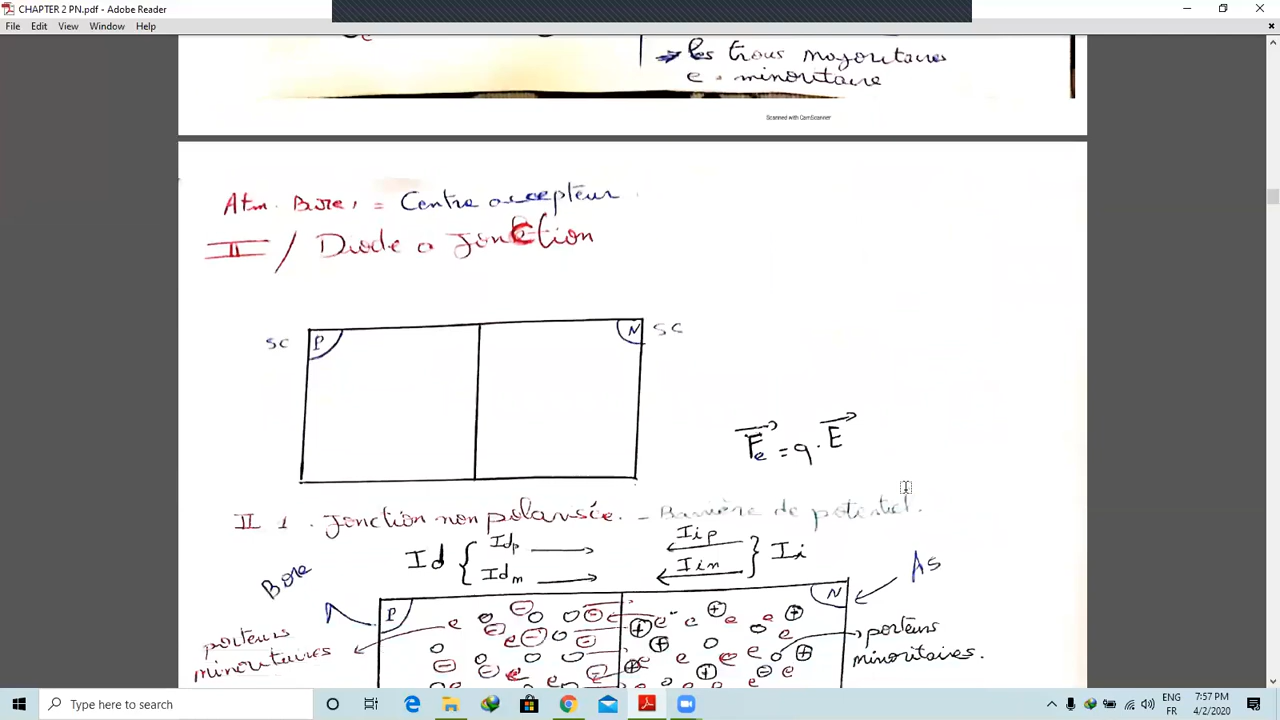 CHAPTER 2 PN.pdf - Adobe Reader
File Edit View Window Help
→ les trous majoritaires
e - minoritaire
Scanned with CamScanner
Atm. Bore, = Centre accepteur
II / Diode a Jonction
SC P N SC
Fe = q . E
II 1 . Jonction non polarisée. - Barrière de potentiel.
Id { Idp Iip } Ii
Idn Iin
Bore As
P N
porteurs minoritaires
porteurs minoritaires.
Type here to search
ENG 7:57 PM
FR 4/2/2020